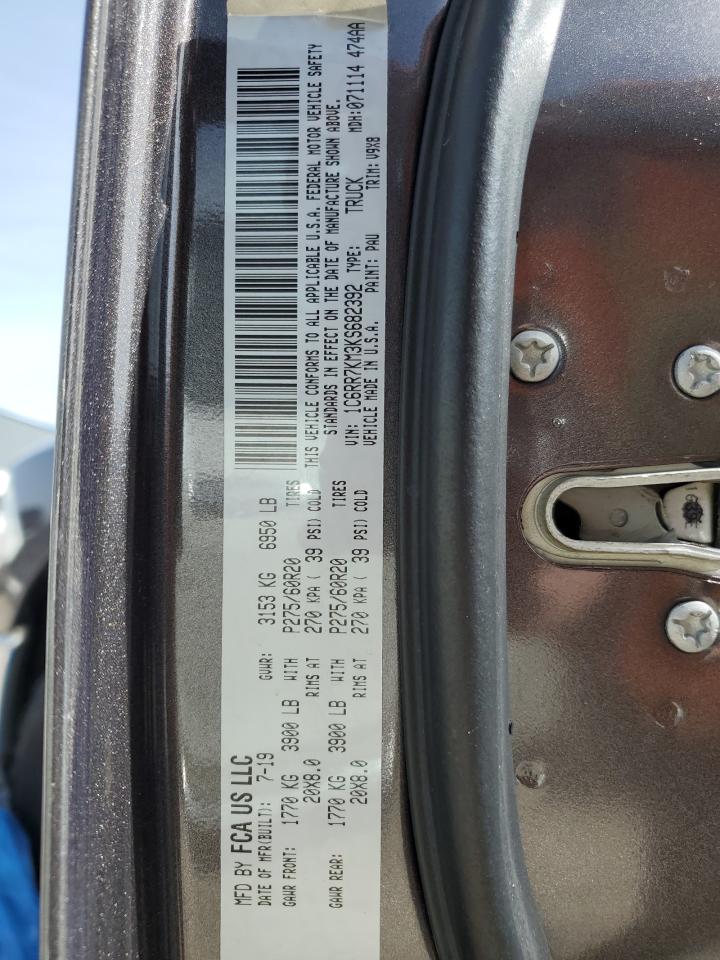 MFD BY FCA US LLC
DATE OF MFR(BUILT): 7-19 GVWR: 3153 KG 6950 LB
GAWR FRONT: 1770 KG 3900 LB WITH P275/60R20 TIRES
20X8.0 RIMS AT 270 KPA ( 39 PSI) COLD
GAWR REAR: 1770 KG 3900 LB WITH P275/60R20 TIRES
20X8.0 RIMS AT 270 KPA ( 39 PSI) COLD
THIS VEHICLE CONFORMS TO ALL APPLICABLE U.S.A. FEDERAL MOTOR VEHICLE SAFETY
STANDARDS IN EFFECT ON THE DATE OF MANUFACTURE SHOWN ABOVE.
VIN: 1C6RR7KM3KS682392 TYPE: TRUCK MDH:071114 474AA
VEHICLE MADE IN U.S.A. PAINT: PAU TRIM: V9X8